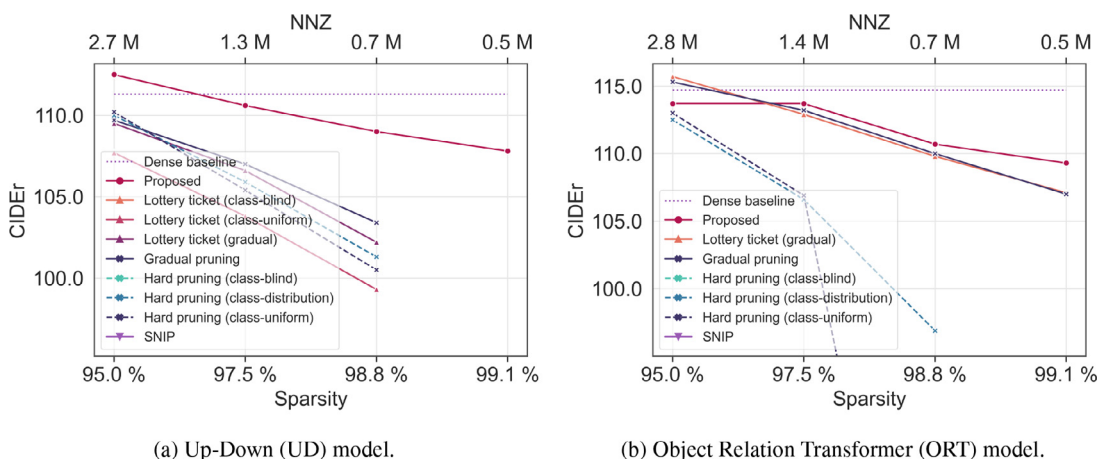 NNZ
2.7 M 1.3 M 0.7 M 0.5 M
110.0
105.0
100.0
CIDEr
Dense baseline
Proposed
Lottery ticket (class-blind)
Lottery ticket (class-uniform)
Lottery ticket (gradual)
Gradual pruning
Hard pruning (class-blind)
Hard pruning (class-distribution)
Hard pruning (class-uniform)
SNIP
95.0 % 97.5 % 98.8 % 99.1 %
Sparsity
(a) Up-Down (UD) model.
NNZ
2.8 M 1.4 M 0.7 M 0.5 M
115.0
110.0
105.0
100.0
CIDEr
Dense baseline
Proposed
Lottery ticket (gradual)
Gradual pruning
Hard pruning (class-blind)
Hard pruning (class-distribution)
Hard pruning (class-uniform)
SNIP
95.0 % 97.5 % 98.8 % 99.1 %
Sparsity
(b) Object Relation Transformer (ORT) model.